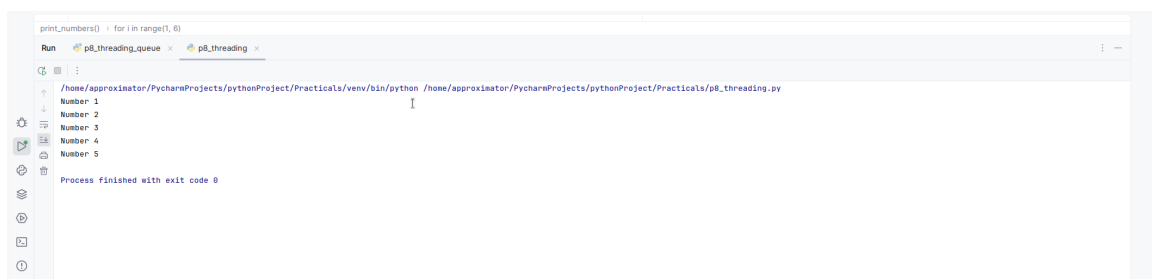 print_numbers() › for i in range(1, 6)
Run p8_threading_queue × p8_threading ×
/home/approximator/PycharmProjects/pythonProject/Practicals/venv/bin/python /home/approximator/PycharmProjects/pythonProject/Practicals/p8_threading.py
Number 1
Number 2
Number 3
Number 4
Number 5
Process finished with exit code 0